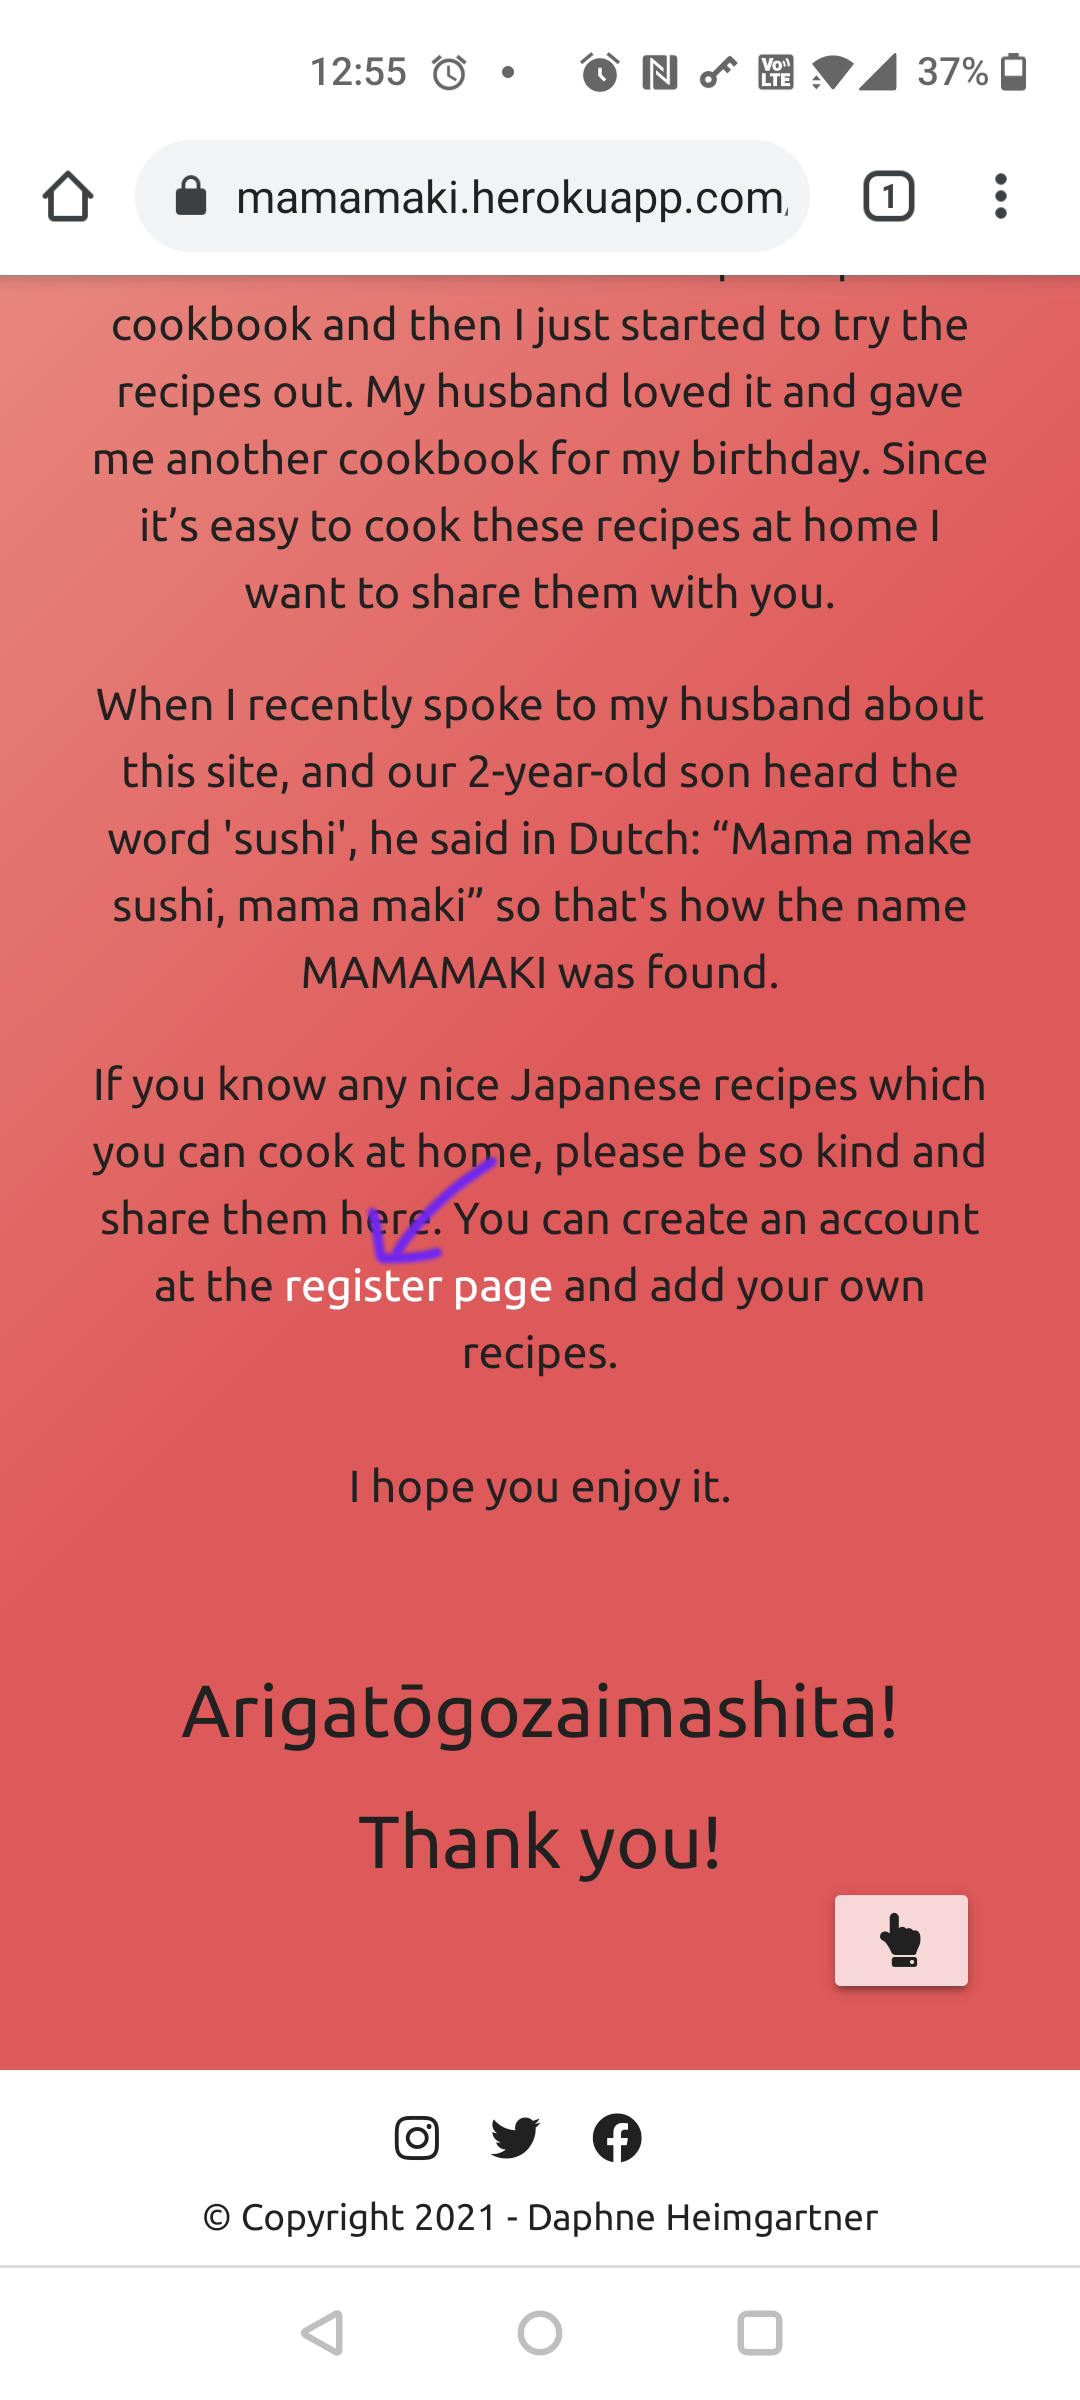 12:55
Vo)) LTE
37%
mamamaki.herokuapp.com
1
cookbook and then I just started to try the
recipes out. My husband loved it and gave
me another cookbook for my birthday. Since
it’s easy to cook these recipes at home I
want to share them with you.
When I recently spoke to my husband about
this site, and our 2-year-old son heard the
word 'sushi', he said in Dutch: “Mama make
sushi, mama maki” so that's how the name
MAMAMAKI was found.
If you know any nice Japanese recipes which
you can cook at home, please be so kind and
share them here. You can create an account
at the register page and add your own
recipes.
I hope you enjoy it.
Arigatōgozaimashita!
Thank you!
© Copyright 2021 - Daphne Heimgartner